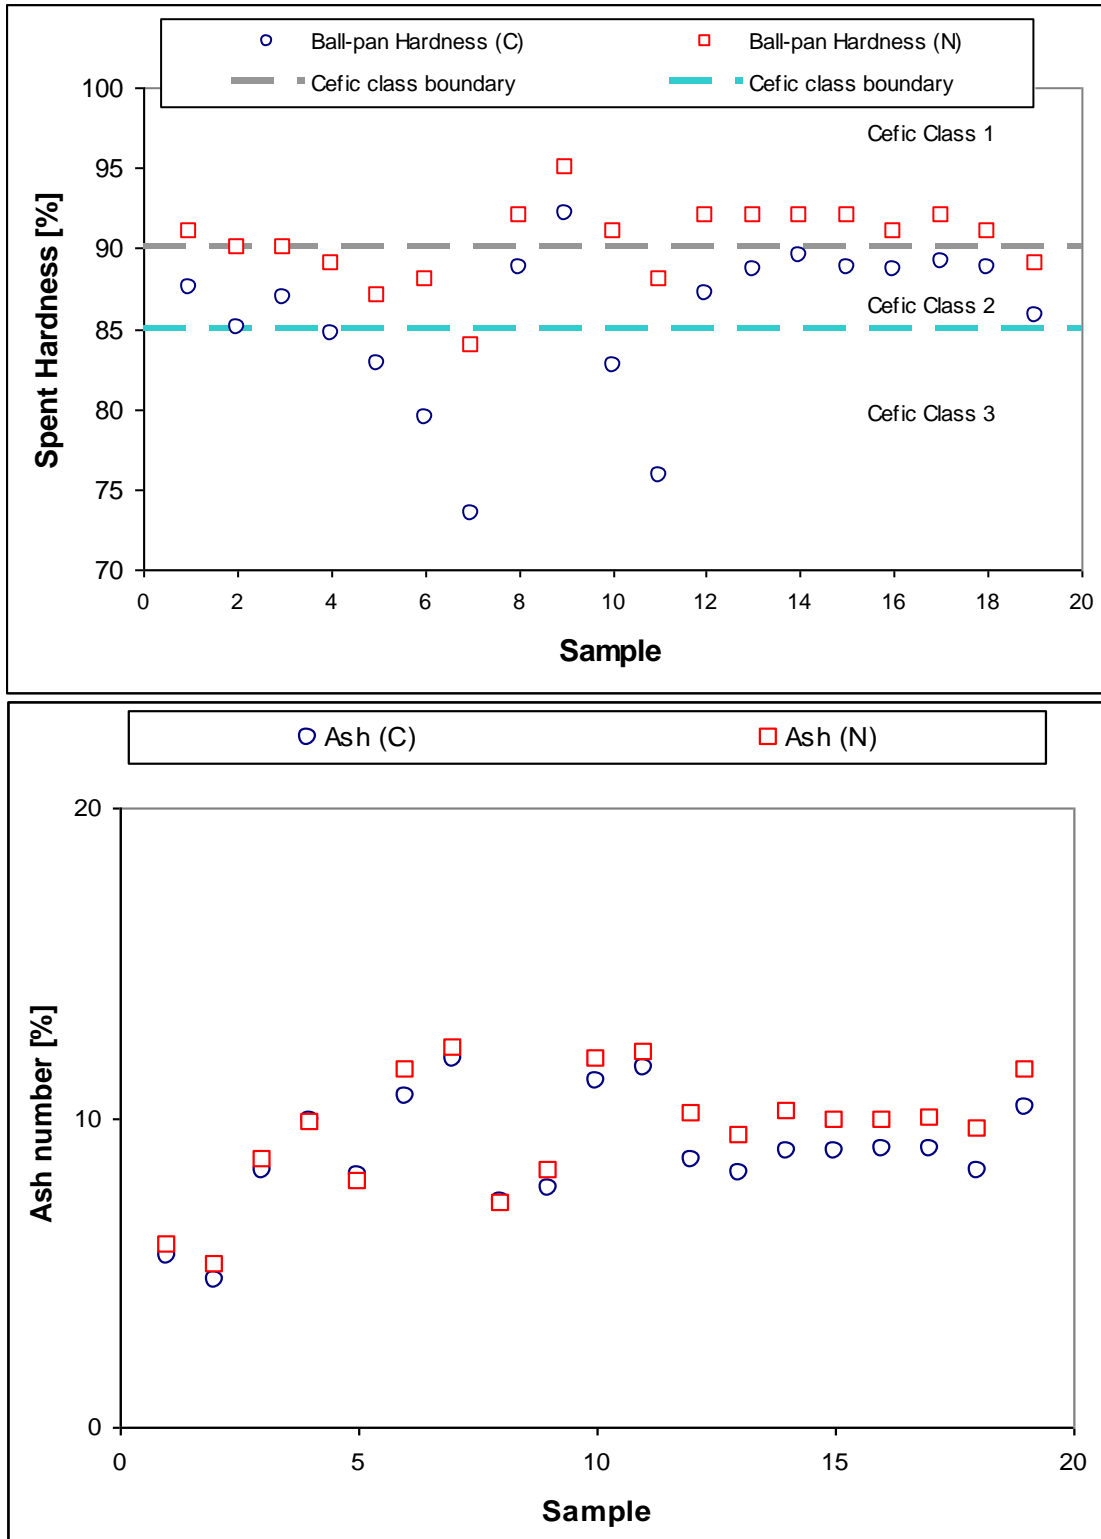 Ball-pan Hardness (C) Ball-pan Hardness (N)
Cefic class boundary Cefic class boundary
100
Cefic Class 1
95
90
Cefic Class 2
85
80
Cefic Class 3
75
70
0 2 4 6 8 10 12 14 16 18 20
Spent Hardness [%]
Sample
Ash (C) Ash (N)
20
10
0
0 5 10 15 20
Ash number [%]
Sample